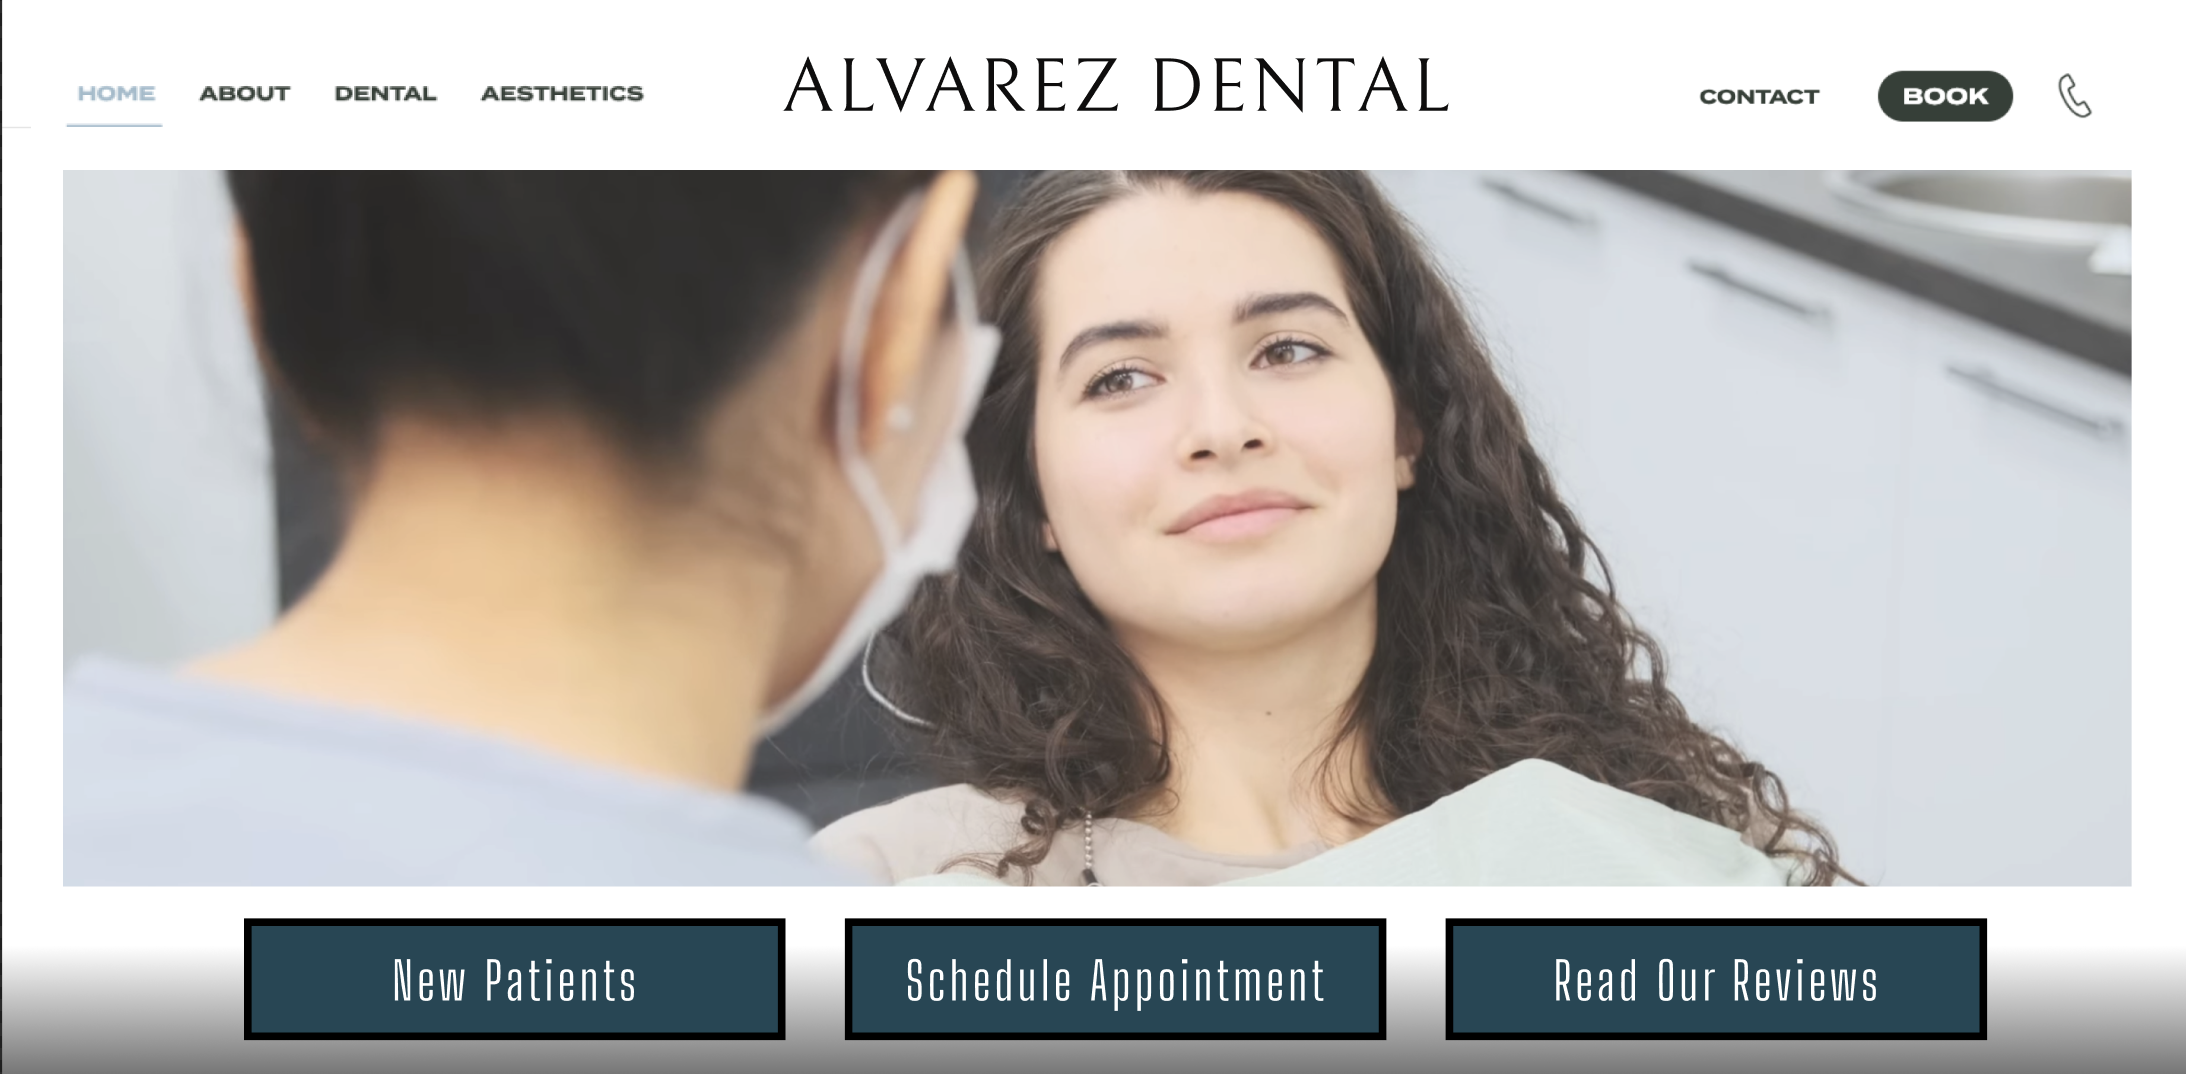 HOME ABOUT DENTAL AESTHETICS ALVAREZ DENTAL CONTACT BOOK
New Patients Schedule Appointment Read Our Reviews